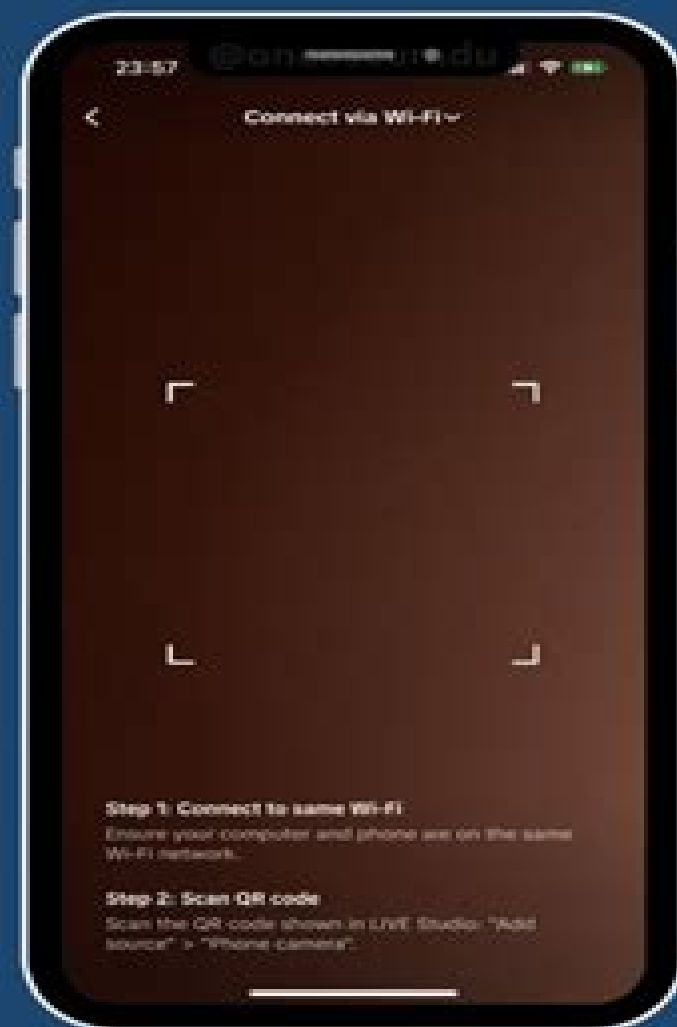 23:57
Connect via Wi-Fi
Step 1: Connect to same Wi-Fi
Ensure your computer and phone are on the same
Wi-Fi network.
Step 2: Scan QR code
Scan the QR code shown in LIVE Studio: "Add
source" > "Phone camera".